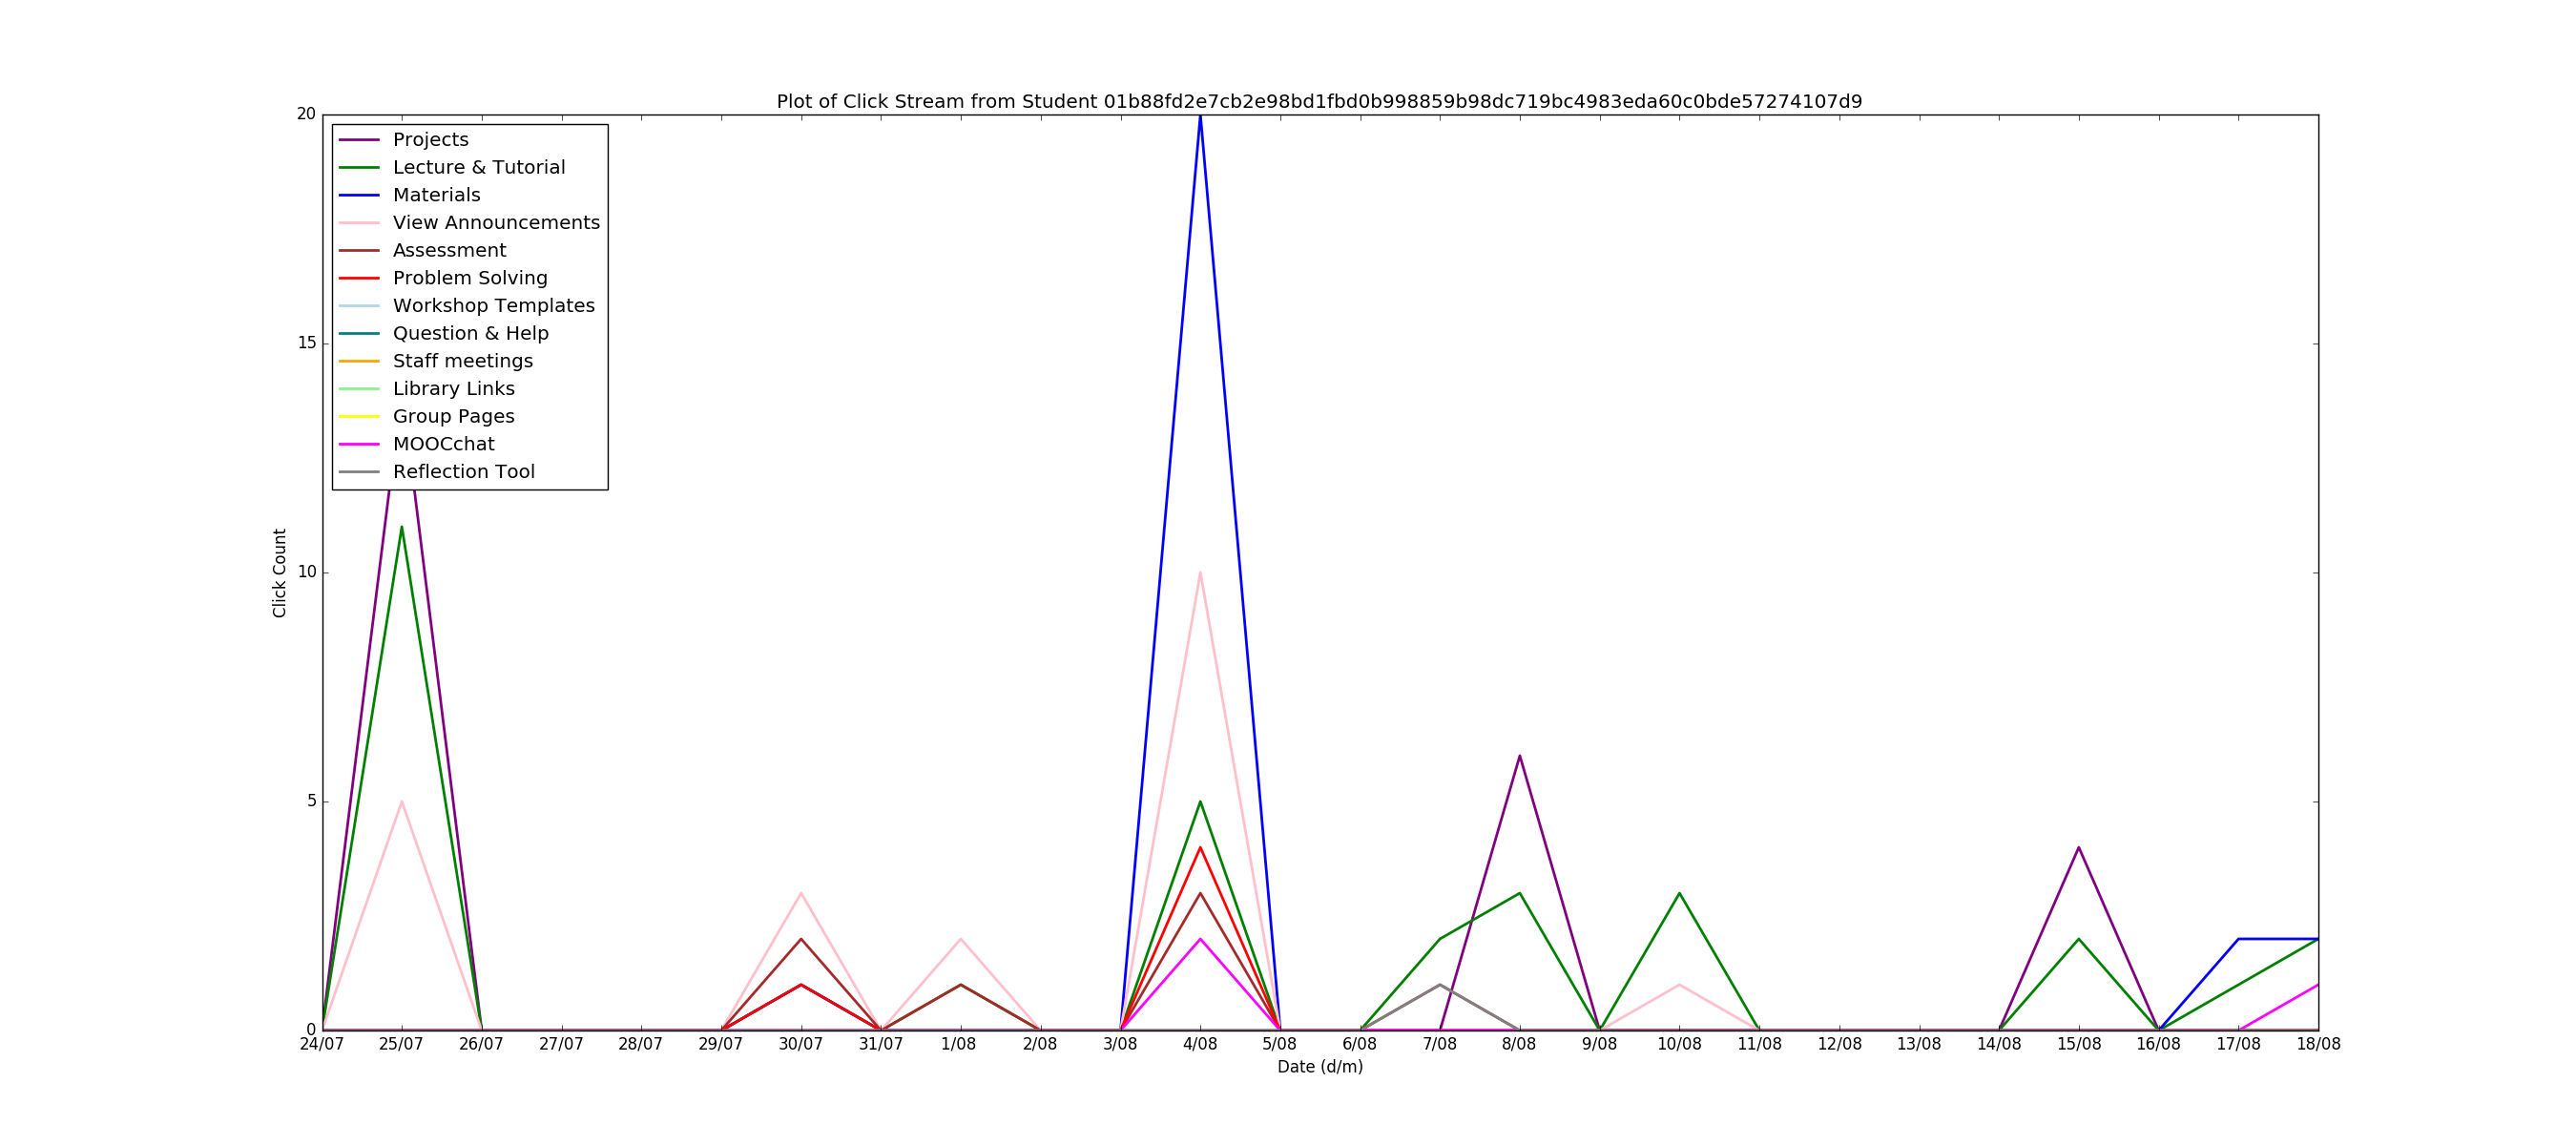 Plot of Click Stream from Student 01b88fd2e7cb2e98bd1fbd0b998859b98dc719bc4983eda60c0bde57274107d9
20
15
10
5
0
Click Count
Projects
Lecture & Tutorial
Materials
View Announcements
Assessment
Problem Solving
Workshop Templates
Question & Help
Staff meetings
Library Links
Group Pages
MOOCchat
Reflection Tool
24/07 25/07 26/07 27/07 28/07 29/07 30/07 31/07 1/08 2/08 3/08 4/08 5/08 6/08 7/08 8/08 9/08 10/08 11/08 12/08 13/08 14/08 15/08 16/08 17/08 18/08
Date (d/m)